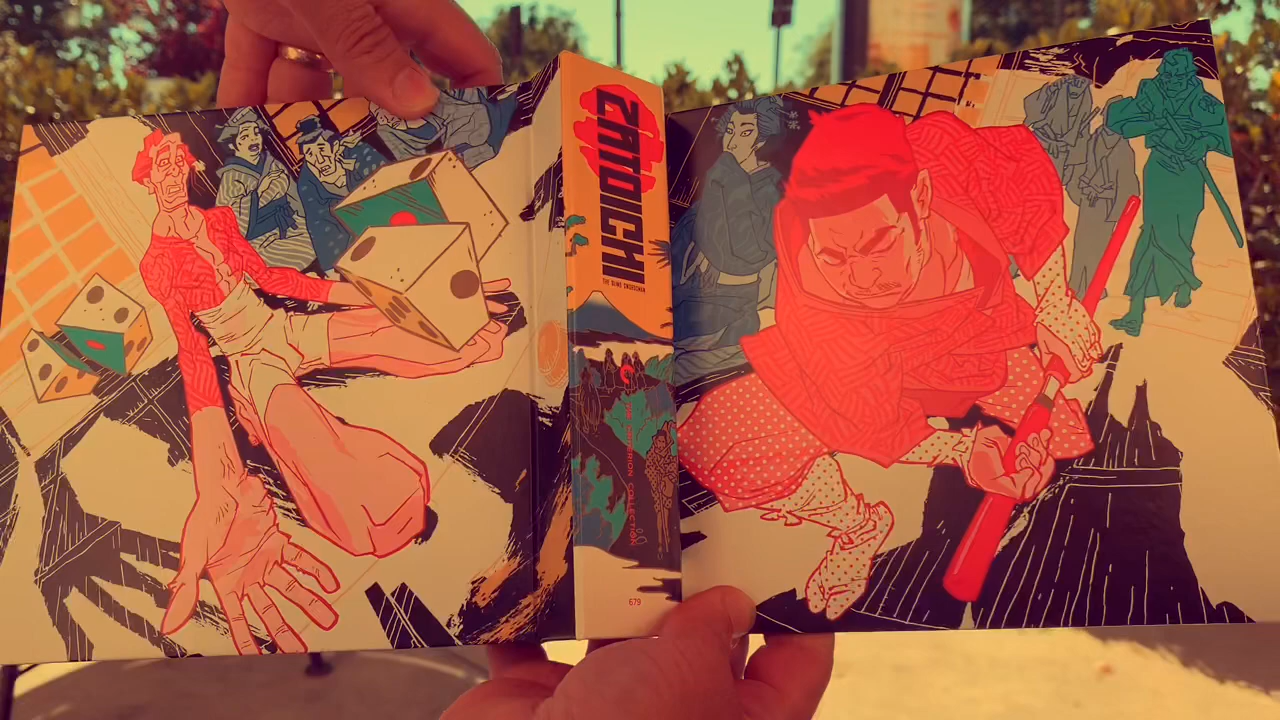 ZATOICHI
THE BLIND SWORDSMAN
THE CRITERION COLLECTION
679